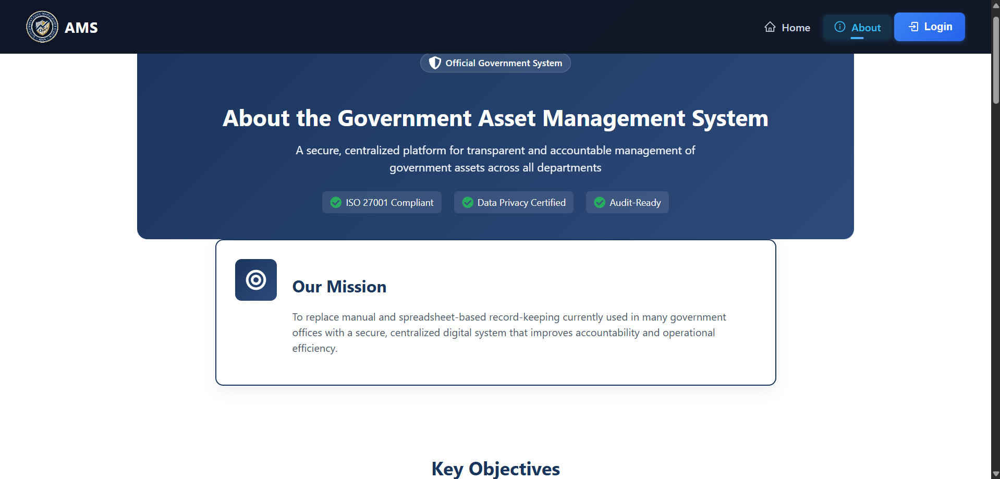 AMS
Home
About
Login
Official Government System
About the Government Asset Management System
A secure, centralized platform for transparent and accountable management of
government assets across all departments
ISO 27001 Compliant
Data Privacy Certified
Audit-Ready
Our Mission
To replace manual and spreadsheet-based record-keeping currently used in many government
offices with a secure, centralized digital system that improves accountability and operational
efficiency.
Key Objectives